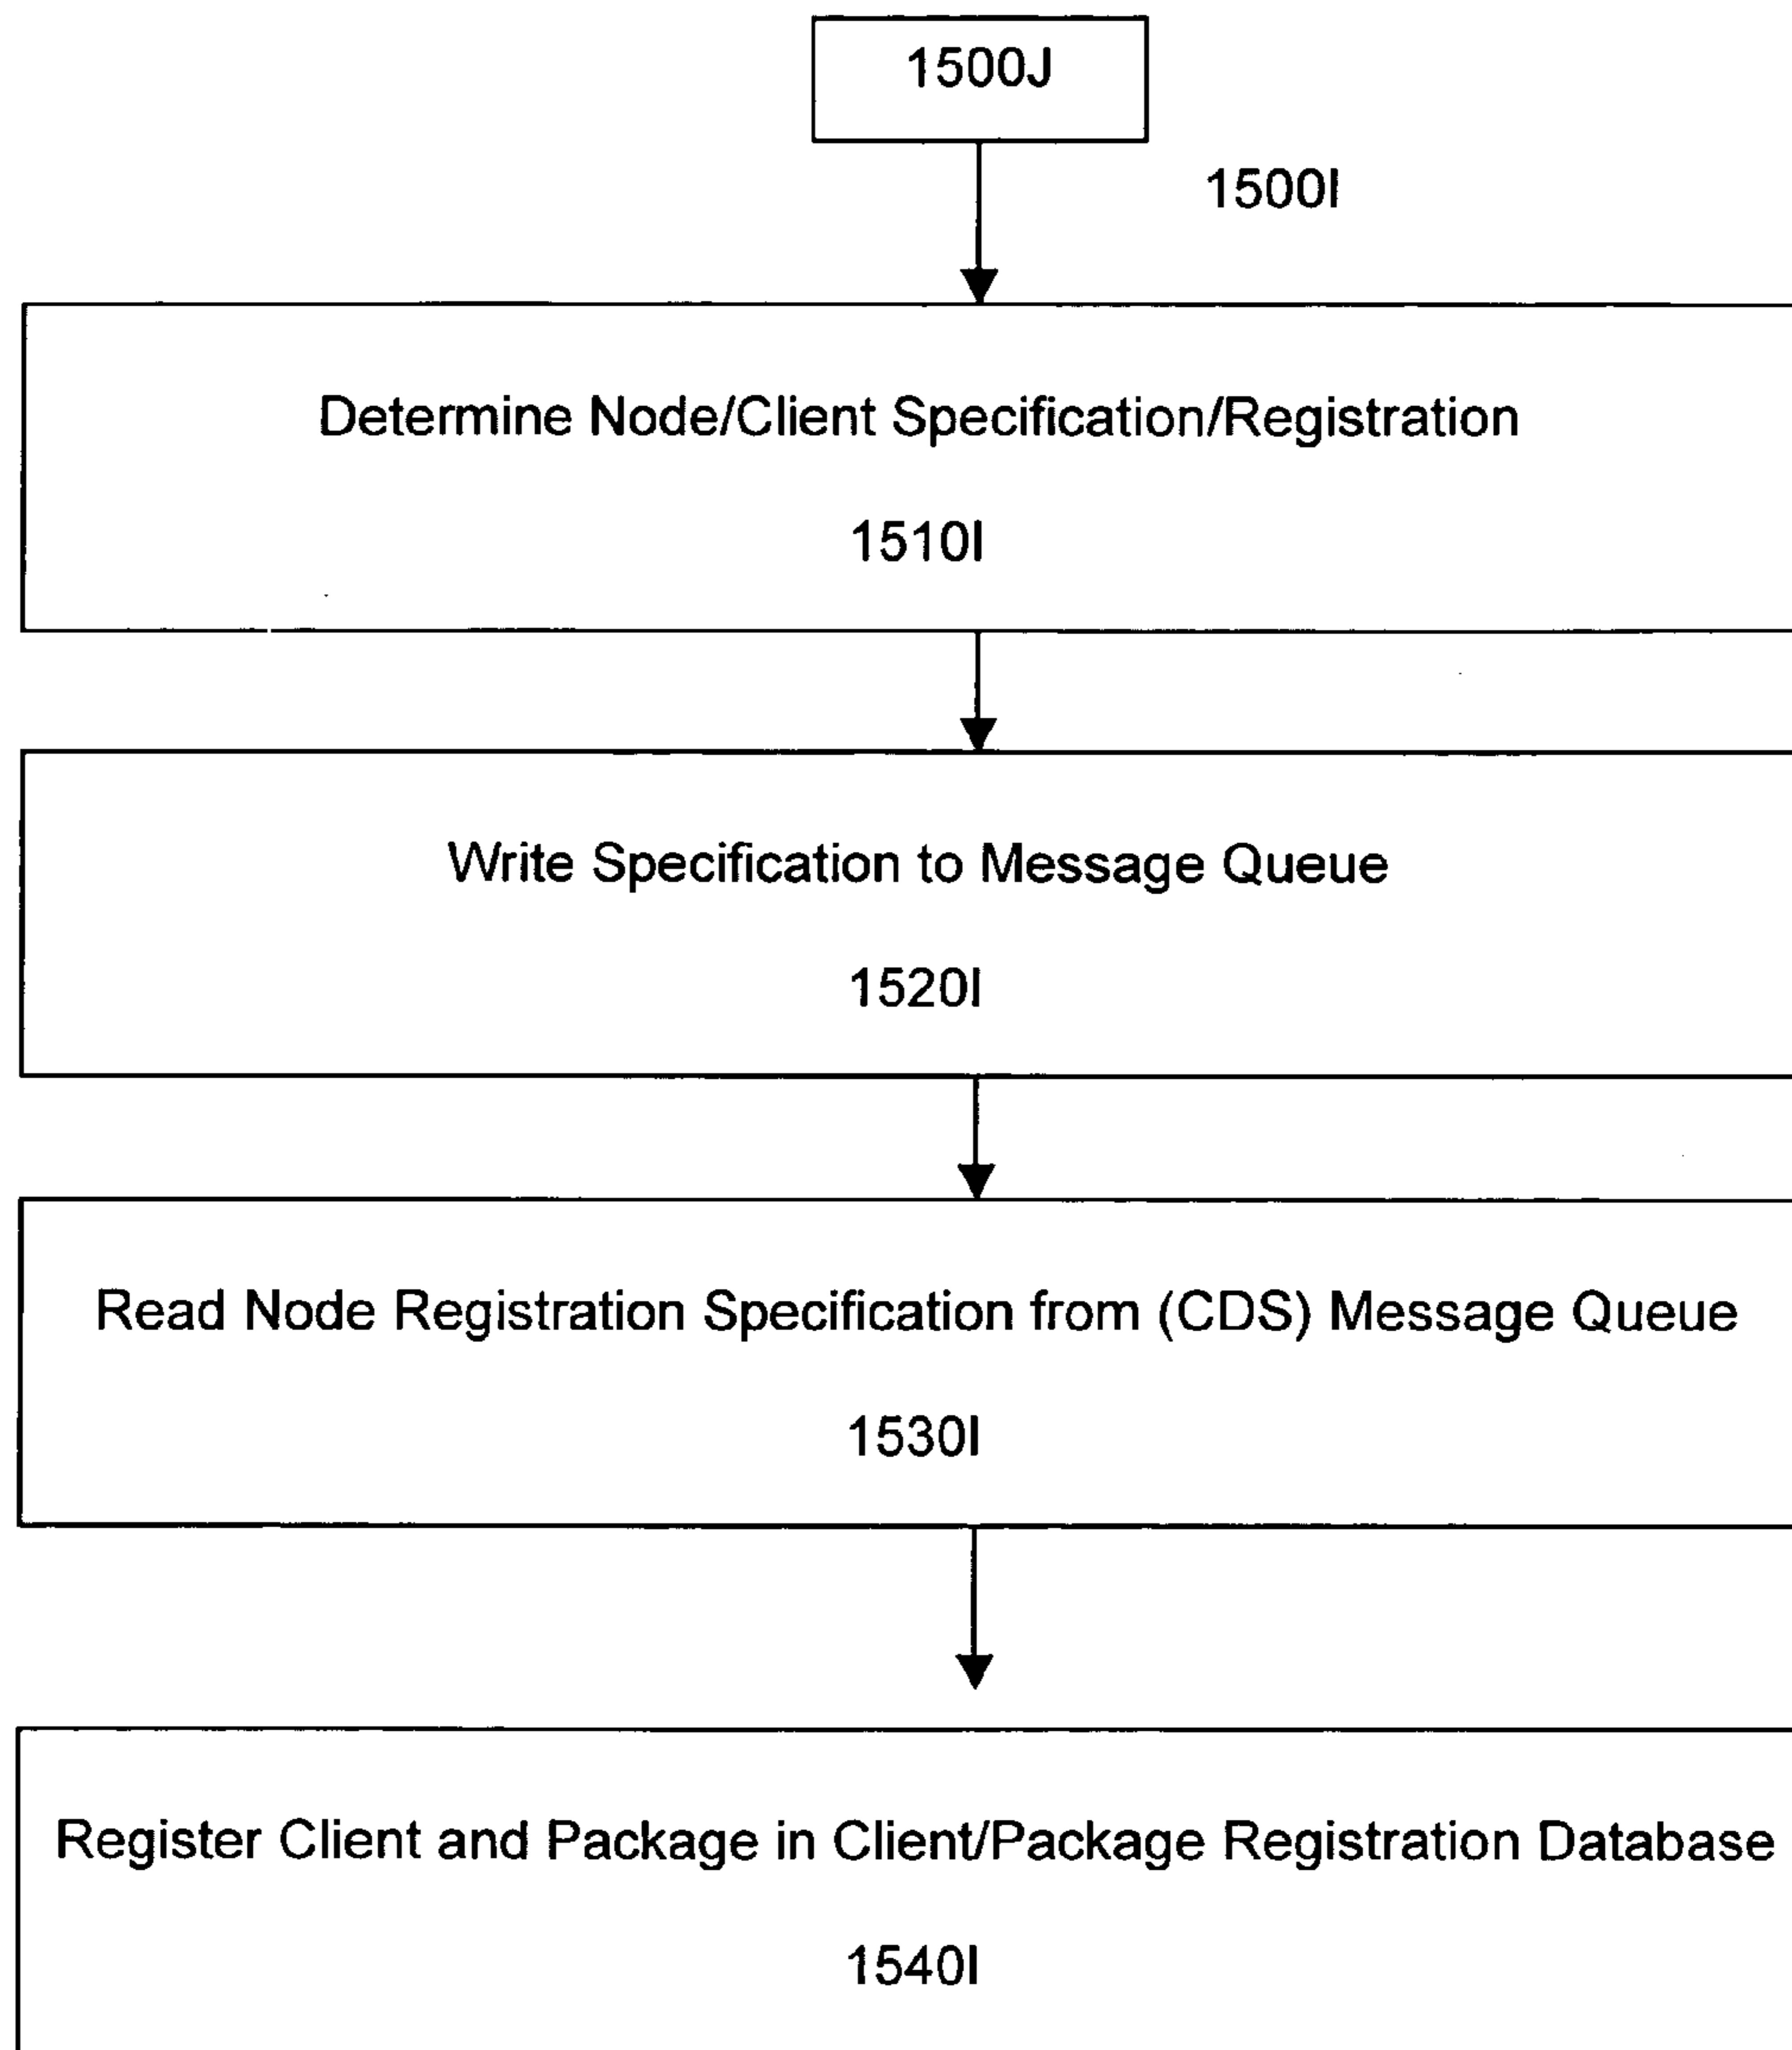 1500J
1500I
Determine Node/Client Specification/Registration
1510I
Write Specification to Message Queue
1520I
Read Node Registration Specification from (CDS) Message Queue
1530I
Register Client and Package in Client/Package Registration Database
1540I